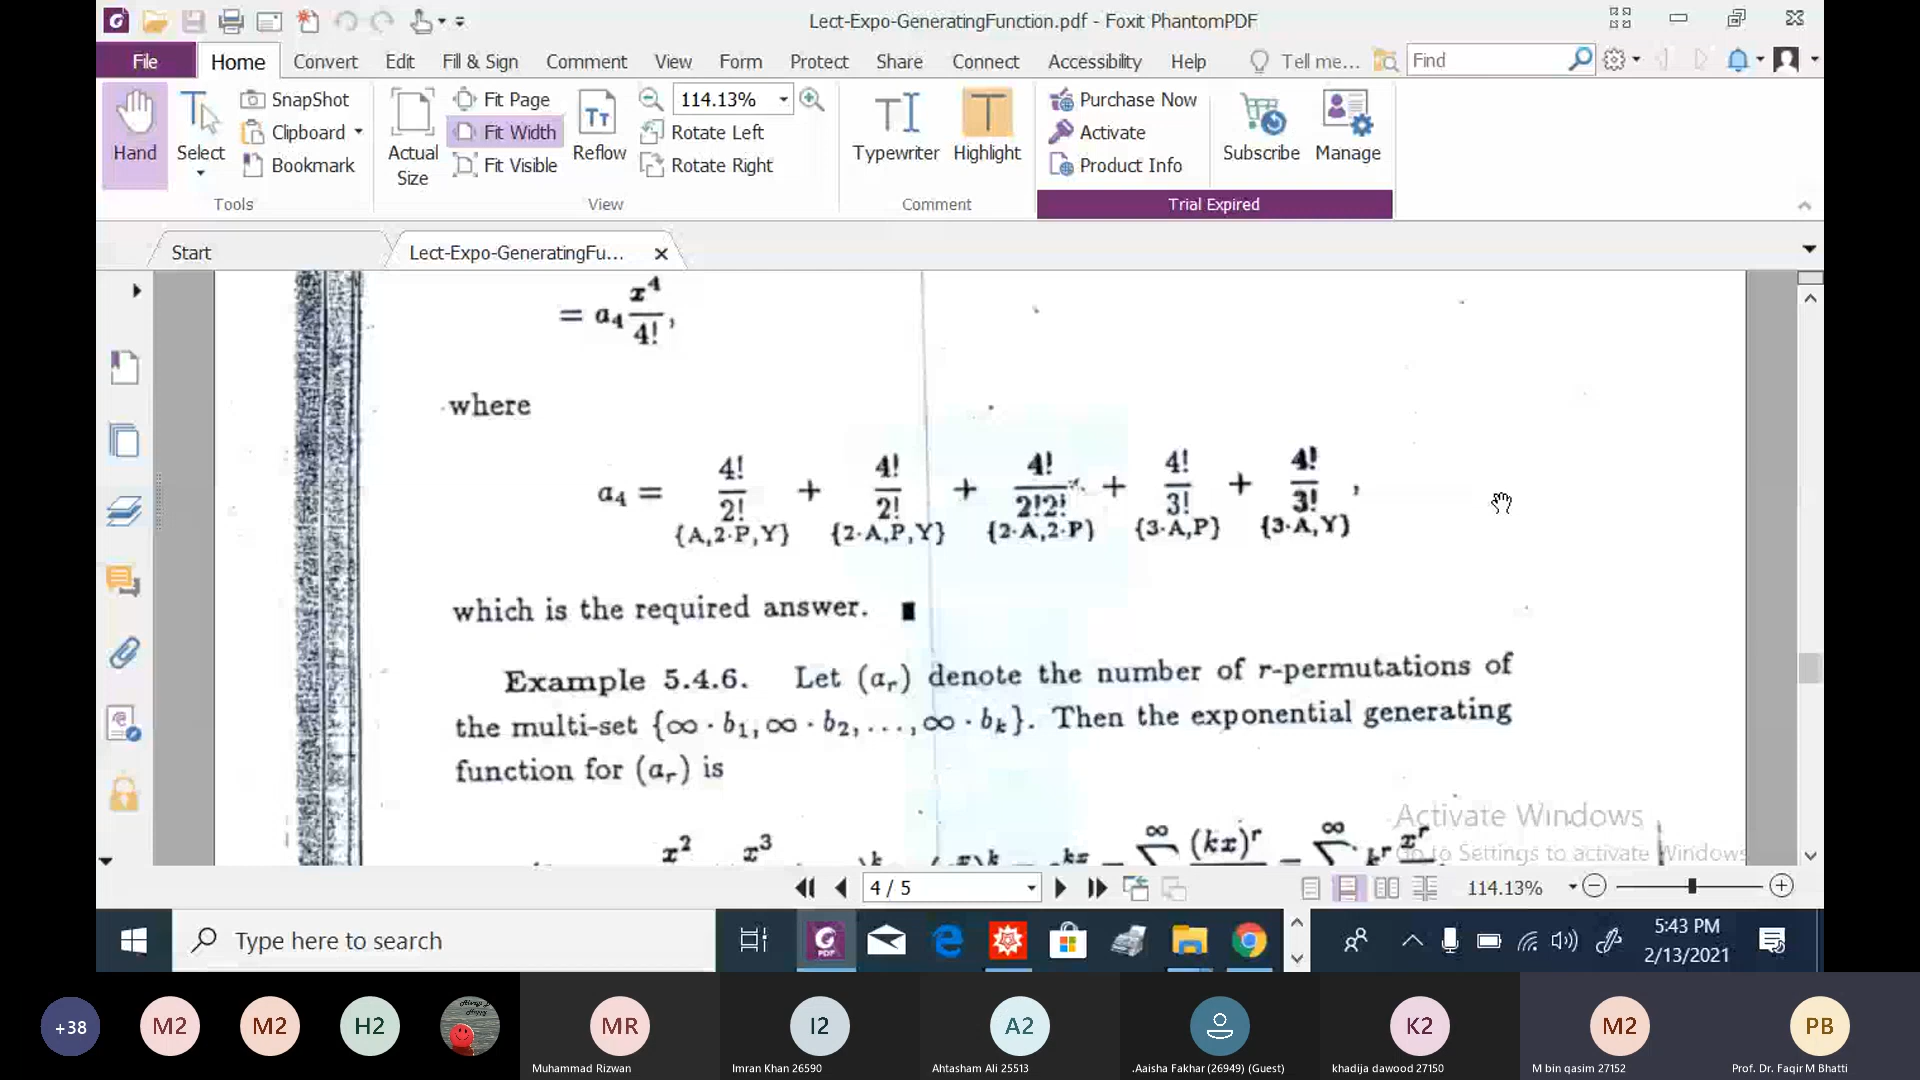 Lect-Expo-GeneratingFunction.pdf - Foxit PhantomPDF
File Home Convert Edit Fill & Sign Comment View Form Protect Share Connect Accessibility Help Tell me... Find
Hand
Select
SnapShot
Clipboard
Bookmark
Tools
Actual Size
Fit Page
Fit Width
Fit Visible
Reflow
114.13%
Rotate Left
Rotate Right
View
Typewriter
Highlight
Comment
Purchase Now
Activate
Product Info
Subscribe
Manage
Trial Expired
Start
Lect-Expo-GeneratingFu...
= a₄ x⁴/4!,
where
a₄ = 4!/2! + 4!/2! + 4!/2!2! + 4!/3! + 4!/3! ,
{A,2·P,Y} {2·A,P,Y} {2·A,2·P} {3·A,P} {3·A,Y}
which is the required answer. ■
Example 5.4.6. Let (aᵣ) denote the number of r-permutations of
the multi-set {∞ · b₁, ∞ · b₂, ..., ∞ · bₖ}. Then the exponential generating
function for (aᵣ) is
Activate Windows
Go to Settings to activate Windows
4 / 5
114.13%
Type here to search
5:43 PM
2/13/2021
+38
M2
M2
H2
MR
Muhammad Rizwan
I2
Imran Khan 26590
A2
Ahtasham Ali 25513
.Aaisha Fakhar (26949) (Guest)
K2
khadija dawood 27150
M2
M bin qasim 27152
PB
Prof. Dr. Faqir M Bhatti